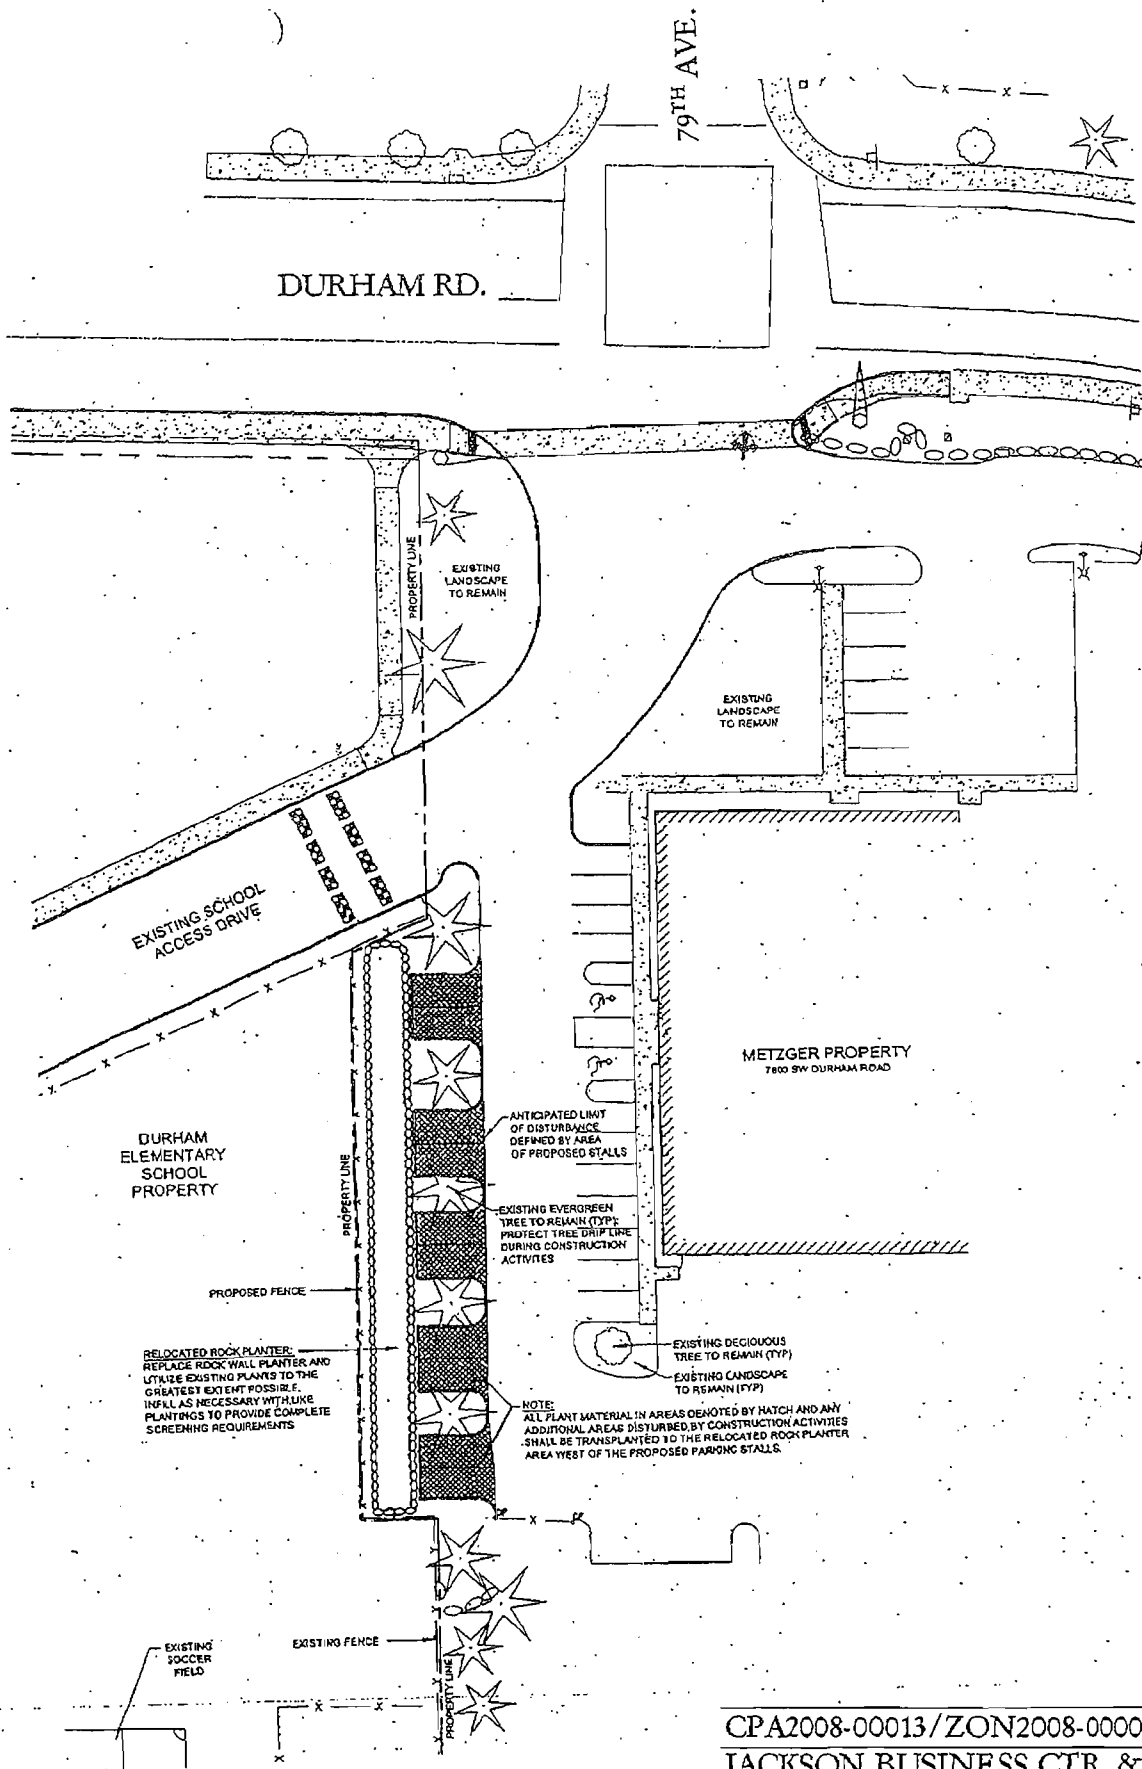 79TH AVE.
DURHAM RD.
PROPERTY LINE
EXISTING
LANDSCAPE
TO REMAIN
EXISTING
LANDSCAPE
TO REMAIN
EXISTING SCHOOL
ACCESS DRIVE
METZGER PROPERTY
7800 SW DURHAM ROAD
ANTICIPATED LIMIT
OF DISTURBANCE
DEFINED BY AREA
OF PROPOSED STALLS
DURHAM
ELEMENTARY
SCHOOL
PROPERTY
PROPERTY LINE
EXISTING EVERGREEN
TREE TO REMAIN (TYP);
PROTECT TREE DRIP LINE
DURING CONSTRUCTION
ACTIVITIES
PROPOSED FENCE
RELOCATED ROCK PLANTER:
REPLACE ROCK WALL PLANTER AND
UTILIZE EXISTING PLANTS TO THE
GREATEST EXTENT POSSIBLE.
INFILL AS NECESSARY WITH LIKE
PLANTINGS TO PROVIDE COMPLETE
SCREENING REQUIREMENTS
EXISTING DECIDUOUS
TREE TO REMAIN (TYP)
EXISTING LANDSCAPE
TO REMAIN (TYP)
NOTE:
ALL PLANT MATERIAL IN AREAS DENOTED BY HATCH AND ANY
ADDITIONAL AREAS DISTURBED BY CONSTRUCTION ACTIVITIES
SHALL BE TRANSPLANTED TO THE RELOCATED ROCK PLANTER
AREA WEST OF THE PROPOSED PARKING STALLS.
EXISTING
SOCCER
FIELD
EXISTING FENCE
PROPERTY LINE
CPA2008-00013/ZON2008-0000
JACKSON BUSINESS CTR. &